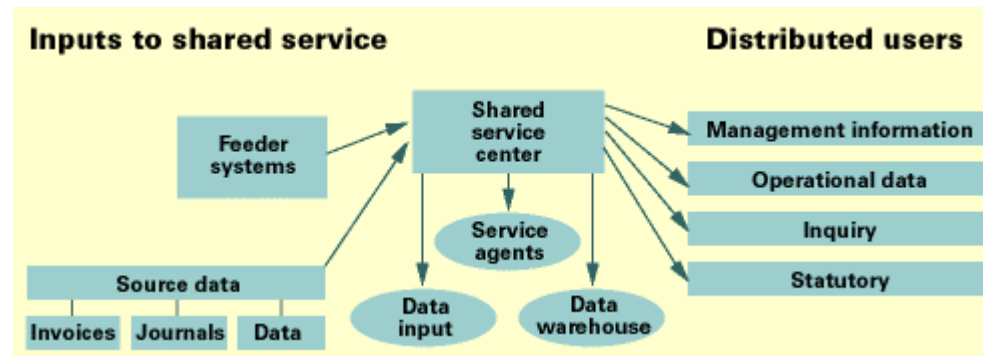 Inputs to shared service
Distributed users
Shared
service
center
Feeder
systems
Management information
Operational data
Inquiry
Statutory
Service
agents
Source data
Data
input
Data
warehouse
Invoices
Journals
Data